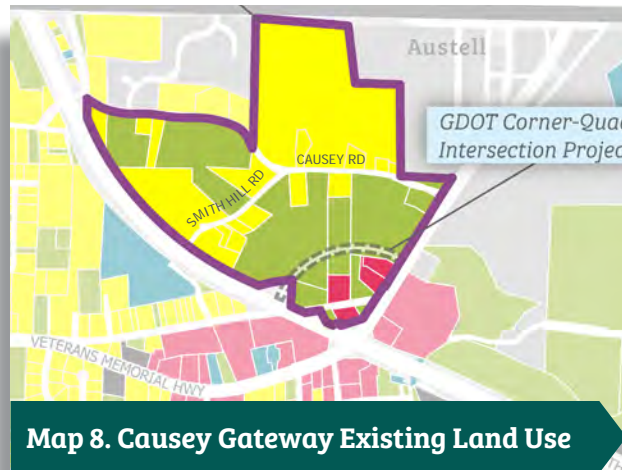 Austell
GDOT Corner-Quad
Intersection Projec
CAUSEY RD
SMITH HILL RD
VETERANS MEMORIAL HWY
Map 8. Causey Gateway Existing Land Use